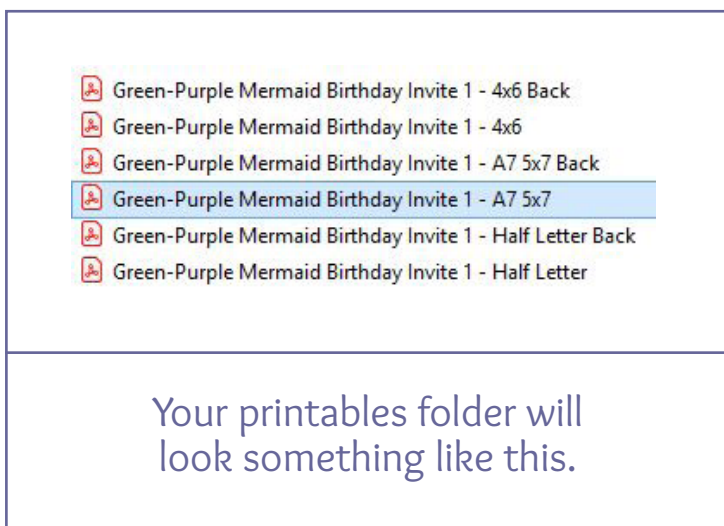 Green-Purple Mermaid Birthday Invite 1 - 4x6 Back
Green-Purple Mermaid Birthday Invite 1 - 4x6
Green-Purple Mermaid Birthday Invite 1 - A7 5x7 Back
Green-Purple Mermaid Birthday Invite 1 - A7 5x7
Green-Purple Mermaid Birthday Invite 1 - Half Letter Back
Green-Purple Mermaid Birthday Invite 1 - Half Letter
Your printables folder will
look something like this.